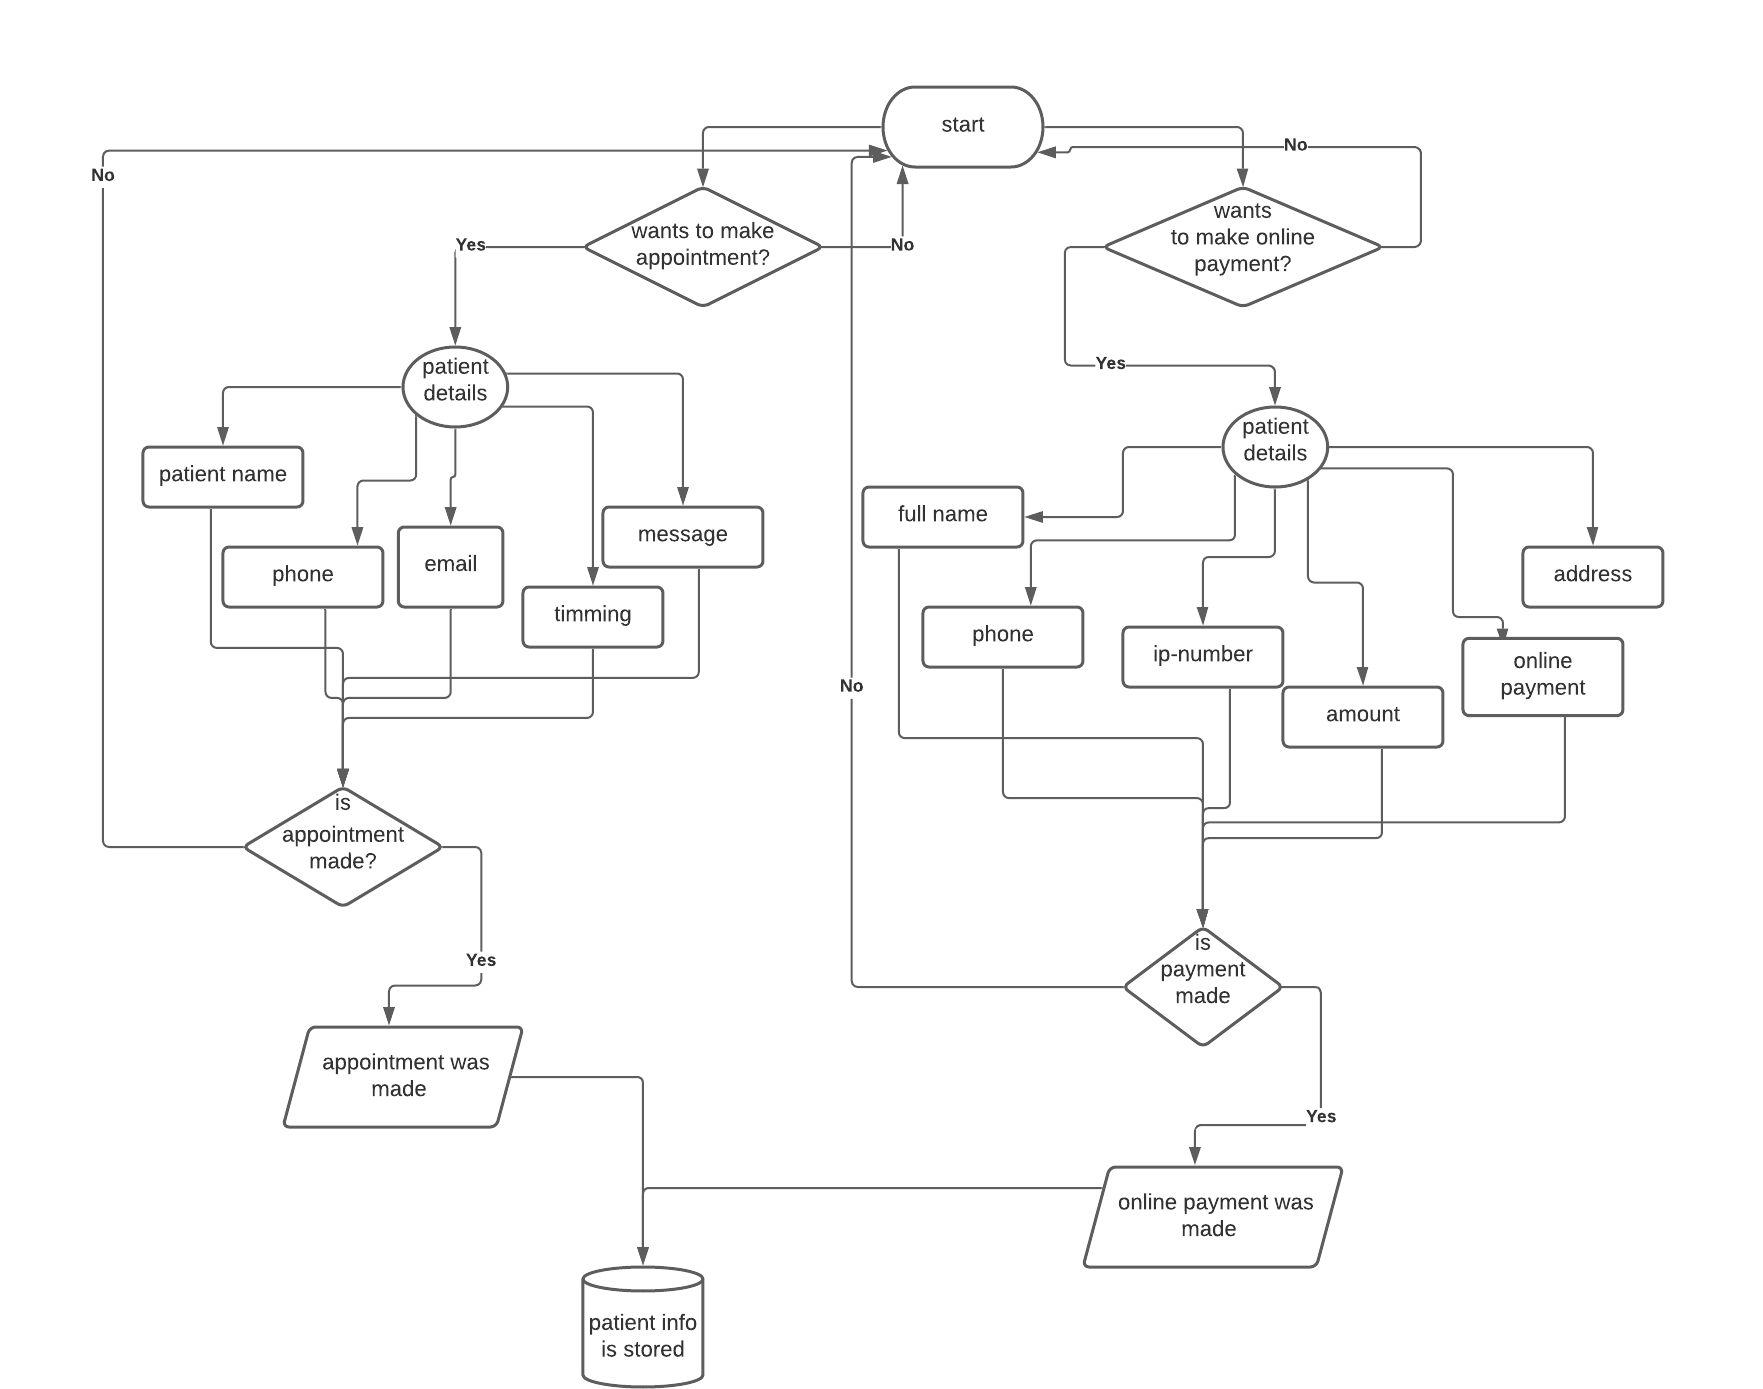 start
No
No
wants to make
appointment?
Yes
No
wants
to make online
payment?
Yes
patient
details
patient
details
patient name
phone
email
message
timming
full name
phone
ip-number
amount
online
payment
address
No
is
appointment
made?
Yes
is
payment
made
Yes
appointment was
made
online payment was
made
patient info
is stored